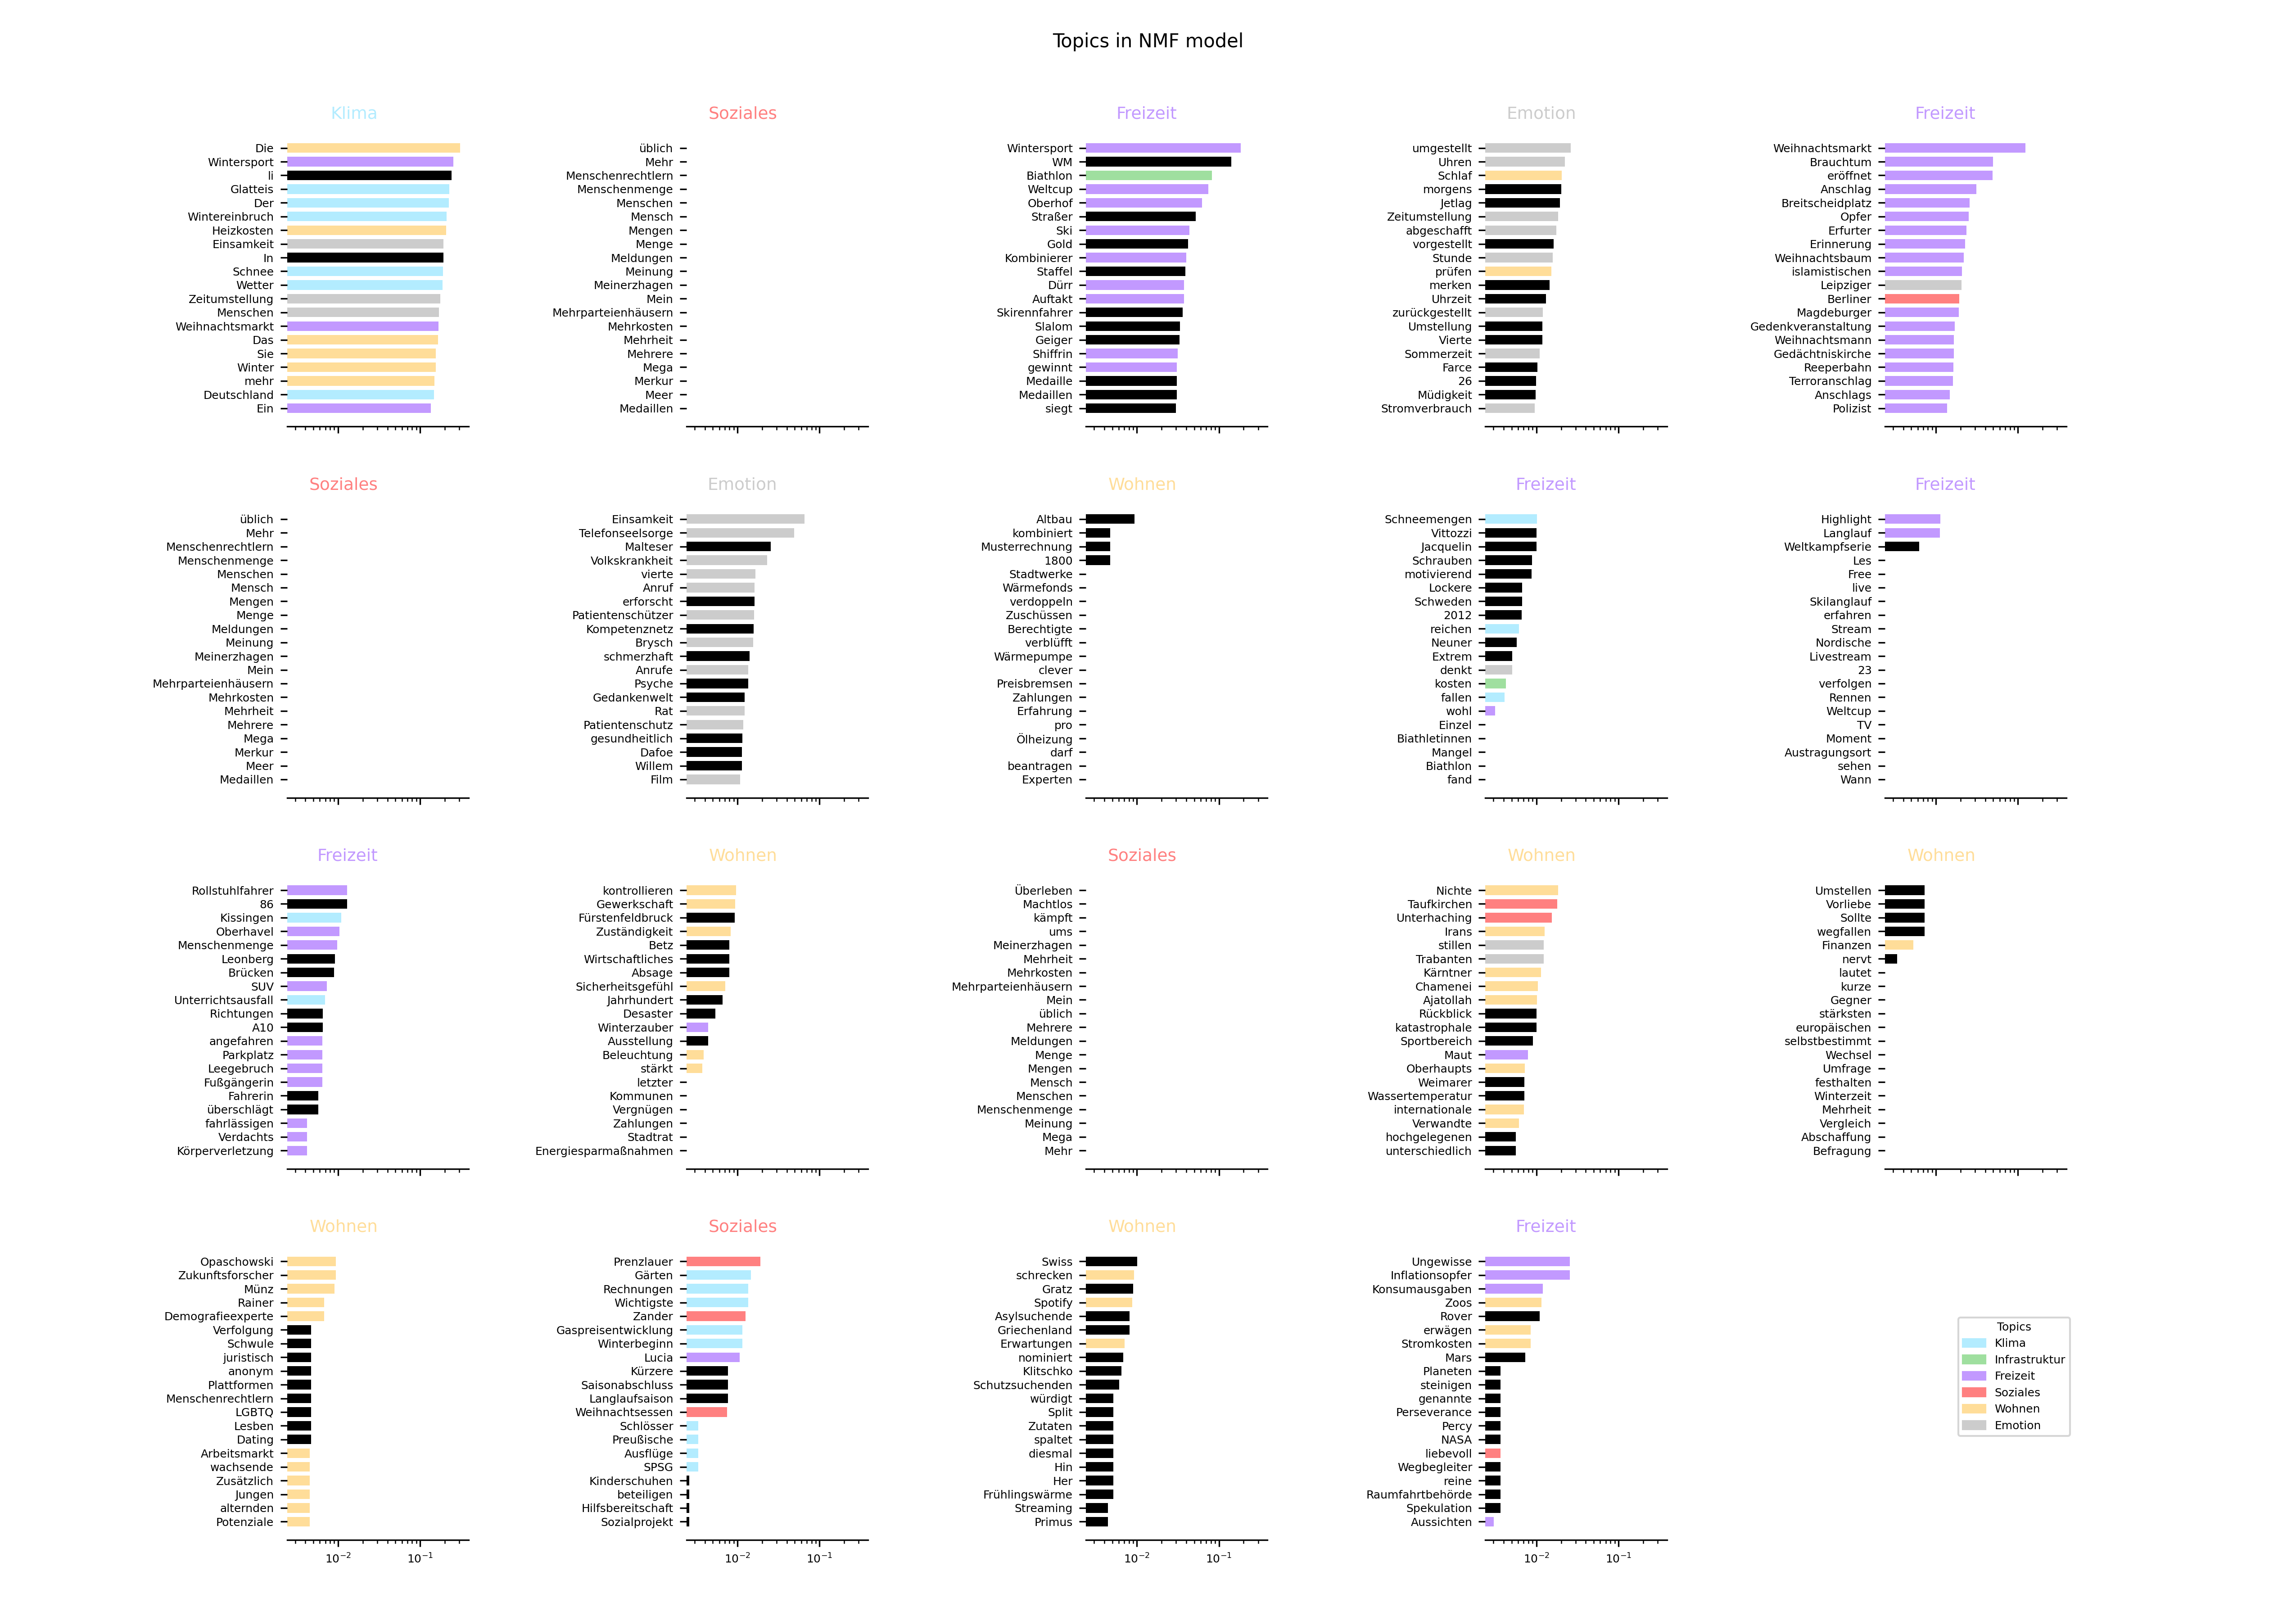 Topics in NMF model
Klima
Die
Wintersport
li
Glatteis
Der
Wintereinbruch
Heizkosten
Einsamkeit
In
Schnee
Wetter
Zeitumstellung
Menschen
Weihnachtsmarkt
Das
Sie
Winter
mehr
Deutschland
Ein
Soziales
üblich
Mehr
Menschenrechtlern
Menschenmenge
Menschen
Mensch
Mengen
Menge
Meldungen
Meinung
Meinerzhagen
Mein
Mehrparteienhäusern
Mehrkosten
Mehrheit
Mehrere
Mega
Merkur
Meer
Medaillen
Freizeit
Wintersport
WM
Biathlon
Weltcup
Oberhof
Straßer
Ski
Gold
Kombinierer
Staffel
Dürr
Auftakt
Skirennfahrer
Slalom
Geiger
Shiffrin
gewinnt
Medaille
Medaillen
siegt
Emotion
umgestellt
Uhren
Schlaf
morgens
Jetlag
Zeitumstellung
abgeschafft
vorgestellt
Stunde
prüfen
merken
Uhrzeit
zurückgestellt
Umstellung
Vierte
Sommerzeit
Farce
26
Müdigkeit
Stromverbrauch
Freizeit
Weihnachtsmarkt
Brauchtum
eröffnet
Anschlag
Breitscheidplatz
Opfer
Erfurter
Erinnerung
Weihnachtsbaum
islamistischen
Leipziger
Berliner
Magdeburger
Gedenkveranstaltung
Weihnachtsmann
Gedächtniskirche
Reeperbahn
Terroranschlag
Anschlags
Polizist
Soziales
üblich
Mehr
Menschenrechtlern
Menschenmenge
Menschen
Mensch
Mengen
Menge
Meldungen
Meinung
Meinerzhagen
Mein
Mehrparteienhäusern
Mehrkosten
Mehrheit
Mehrere
Mega
Merkur
Meer
Medaillen
Emotion
Einsamkeit
Telefonseelsorge
Malteser
Volkskrankheit
vierte
Anruf
erforscht
Patientenschützer
Kompetenznetz
Brysch
schmerzhaft
Anrufe
Psyche
Gedankenwelt
Rat
Patientenschutz
gesundheitlich
Dafoe
Willem
Film
Wohnen
Altbau
kombiniert
Musterrechnung
1800
Stadtwerke
Wärmefonds
verdoppeln
Zuschüssen
Berechtigte
verblüfft
Wärmepumpe
clever
Preisbremsen
Zahlungen
Erfahrung
pro
Ölheizung
darf
beantragen
Experten
Freizeit
Schneemengen
Vittozzi
Jacquelin
Schrauben
motivierend
Lockere
Schweden
2012
reichen
Neuner
Extrem
denkt
kosten
fallen
wohl
Einzel
Biathletinnen
Mangel
Biathlon
fand
Freizeit
Highlight
Langlauf
Weltkampfserie
Les
Free
live
Skilanglauf
erfahren
Stream
Nordische
Livestream
23
verfolgen
Rennen
Weltcup
TV
Moment
Austragungsort
sehen
Wann
Freizeit
Rollstuhlfahrer
86
Kissingen
Oberhavel
Menschenmenge
Leonberg
Brücken
SUV
Unterrichtsausfall
Richtungen
A10
angefahren
Parkplatz
Leegebruch
Fußgängerin
Fahrerin
überschlägt
fahrlässigen
Verdachts
Körperverletzung
Wohnen
kontrollieren
Gewerkschaft
Fürstenfeldbruck
Zuständigkeit
Betz
Wirtschaftliches
Absage
Sicherheitsgefühl
Jahrhundert
Desaster
Winterzauber
Ausstellung
Beleuchtung
stärkt
letzter
Kommunen
Vergnügen
Zahlungen
Stadtrat
Energiesparmaßnahmen
Soziales
Überleben
Machtlos
kämpft
ums
Meinerzhagen
Mehrheit
Mehrkosten
Mehrparteienhäusern
Mein
üblich
Mehrere
Meldungen
Menge
Mengen
Mensch
Menschen
Menschenmenge
Meinung
Mega
Mehr
Wohnen
Nichte
Taufkirchen
Unterhaching
Irans
stillen
Trabanten
Kärntner
Chamenei
Ajatollah
Rückblick
katastrophale
Sportbereich
Maut
Oberhaupts
Weimarer
Wassertemperatur
internationale
Verwandte
hochgelegenen
unterschiedlich
Wohnen
Umstellen
Vorliebe
Sollte
wegfallen
Finanzen
nervt
lautet
kurze
Gegner
stärksten
europäischen
selbstbestimmt
Wechsel
Umfrage
festhalten
Winterzeit
Mehrheit
Vergleich
Abschaffung
Befragung
Wohnen
Opaschowski
Zukunftsforscher
Münz
Rainer
Demografieexperte
Verfolgung
Schwule
juristisch
anonym
Plattformen
Menschenrechtlern
LGBTQ
Lesben
Dating
Arbeitsmarkt
wachsende
Zusätzlich
Jungen
alternden
Potenziale
10⁻² 10⁻¹
Soziales
Prenzlauer
Gärten
Rechnungen
Wichtigste
Zander
Gaspreisentwicklung
Winterbeginn
Lucia
Kürzere
Saisonabschluss
Langlaufsaison
Weihnachtsessen
Schlösser
Preußische
Ausflüge
SPSG
Kinderschuhen
beteiligen
Hilfsbereitschaft
Sozialprojekt
10⁻² 10⁻¹
Wohnen
Swiss
schrecken
Gratz
Spotify
Asylsuchende
Griechenland
Erwartungen
nominiert
Klitschko
Schutzsuchenden
würdigt
Split
Zutaten
spaltet
diesmal
Hin
Her
Frühlingswärme
Streaming
Primus
10⁻² 10⁻¹
Freizeit
Ungewisse
Inflationsopfer
Konsumausgaben
Zoos
Rover
erwägen
Stromkosten
Mars
Planeten
steinigen
genannte
Perseverance
Percy
NASA
liebevoll
Wegbegleiter
reine
Raumfahrtbehörde
Spekulation
Aussichten
10⁻² 10⁻¹
Topics
Klima
Infrastruktur
Freizeit
Soziales
Wohnen
Emotion